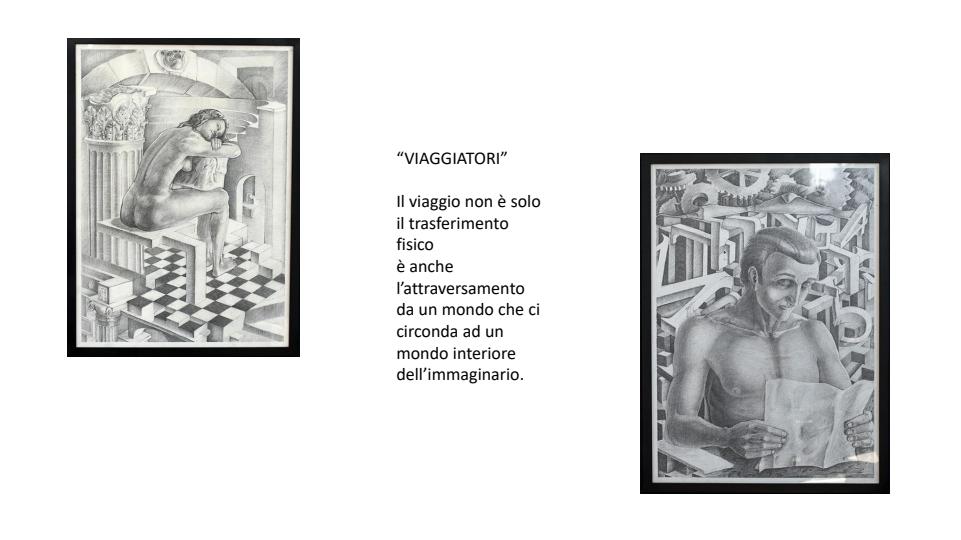 “VIAGGIATORI”
Il viaggio non è solo
il trasferimento
fisico
è anche
l’attraversamento
da un mondo che ci
circonda ad un
mondo interiore
dell’immaginario.